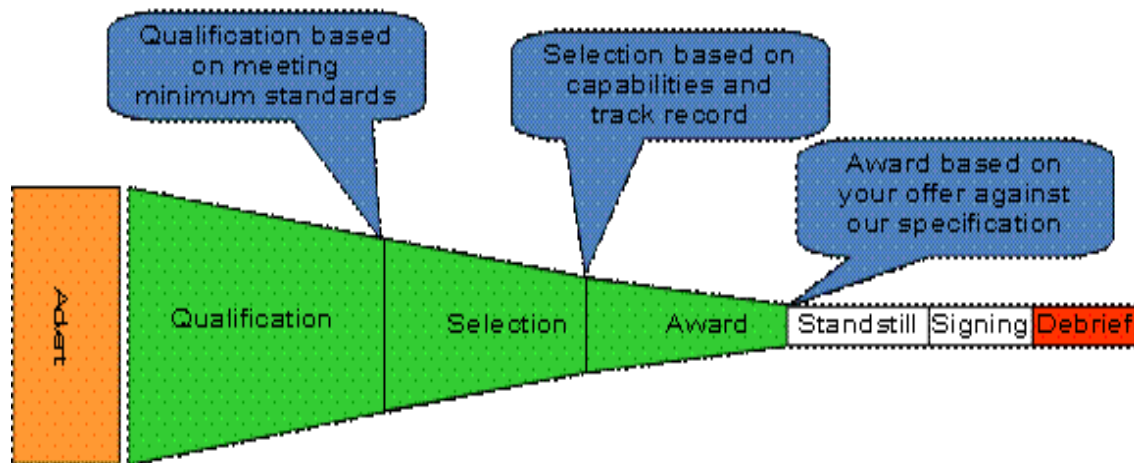 Qualification based
on meeting
minimum standards
Selection based on
capabilities and
track record
Award based on
your offer against
our specification
Advert
Qualification
Selection
Award
Standstill
Signing
Debrief